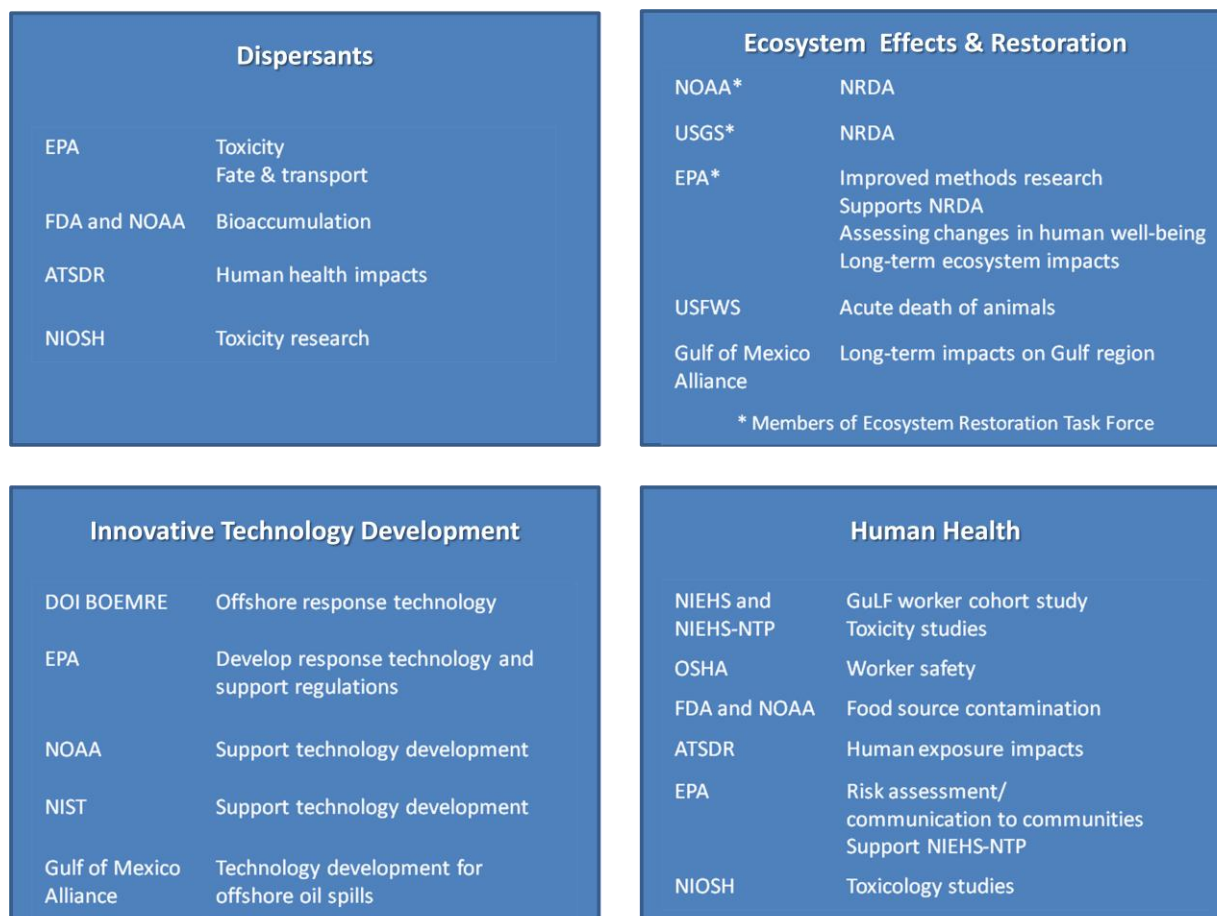 Dispersants
EPA Toxicity
Fate & transport
FDA and NOAA Bioaccumulation
ATSDR Human health impacts
NIOSH Toxicity research
Ecosystem Effects & Restoration
NOAA* NRDA
USGS* NRDA
EPA* Improved methods research
Supports NRDA
Assessing changes in human well-being
Long-term ecosystem impacts
USFWS Acute death of animals
Gulf of Mexico Long-term impacts on Gulf region
Alliance
* Members of Ecosystem Restoration Task Force
Innovative Technology Development
DOI BOEMRE Offshore response technology
EPA Develop response technology and
support regulations
NOAA Support technology development
NIST Support technology development
Gulf of Mexico Technology development for
Alliance offshore oil spills
Human Health
NIEHS and GuLF worker cohort study
NIEHS-NTP Toxicity studies
OSHA Worker safety
FDA and NOAA Food source contamination
ATSDR Human exposure impacts
EPA Risk assessment/
communication to communities
Support NIEHS-NTP
NIOSH Toxicology studies